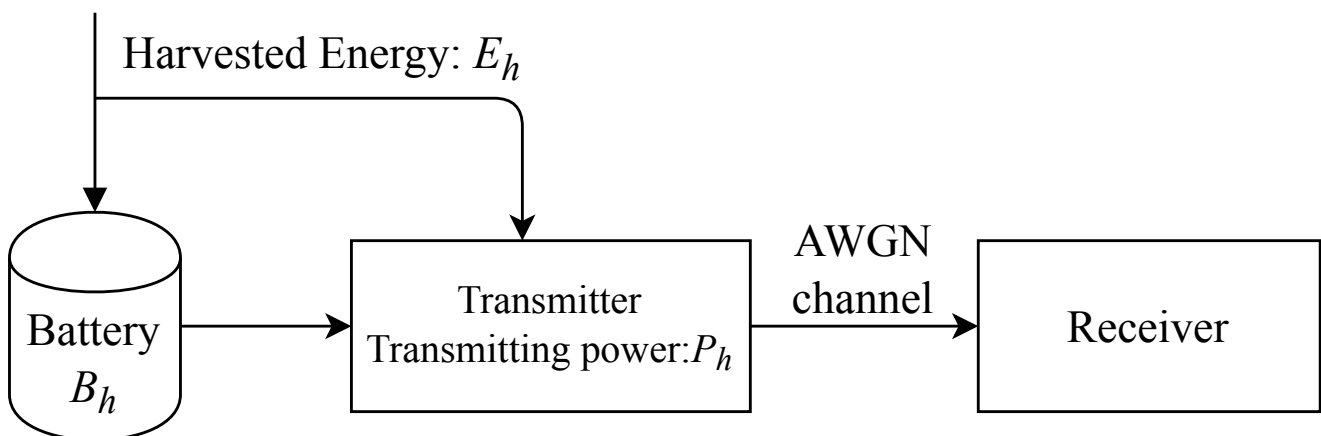 Harvested Energy: E_h
Battery
B_h
Transmitter
Transmitting power:P_h
AWGN
channel
Receiver